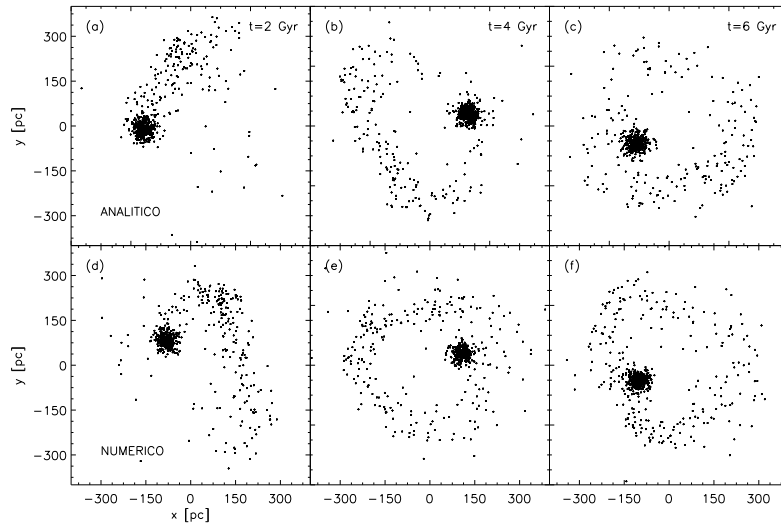 (a) t=2 Gyr (b) t=4 Gyr (c) t=6 Gyr
300
150
y [pc]
0
−150
ANALITICO
−300
(d) (e) (f)
300
150
y [pc]
0
−150
NUMERICO
−300
−300 −150 0 150 300 −300 −150 0 150 300 −300 −150 0 150 300
x [pc]